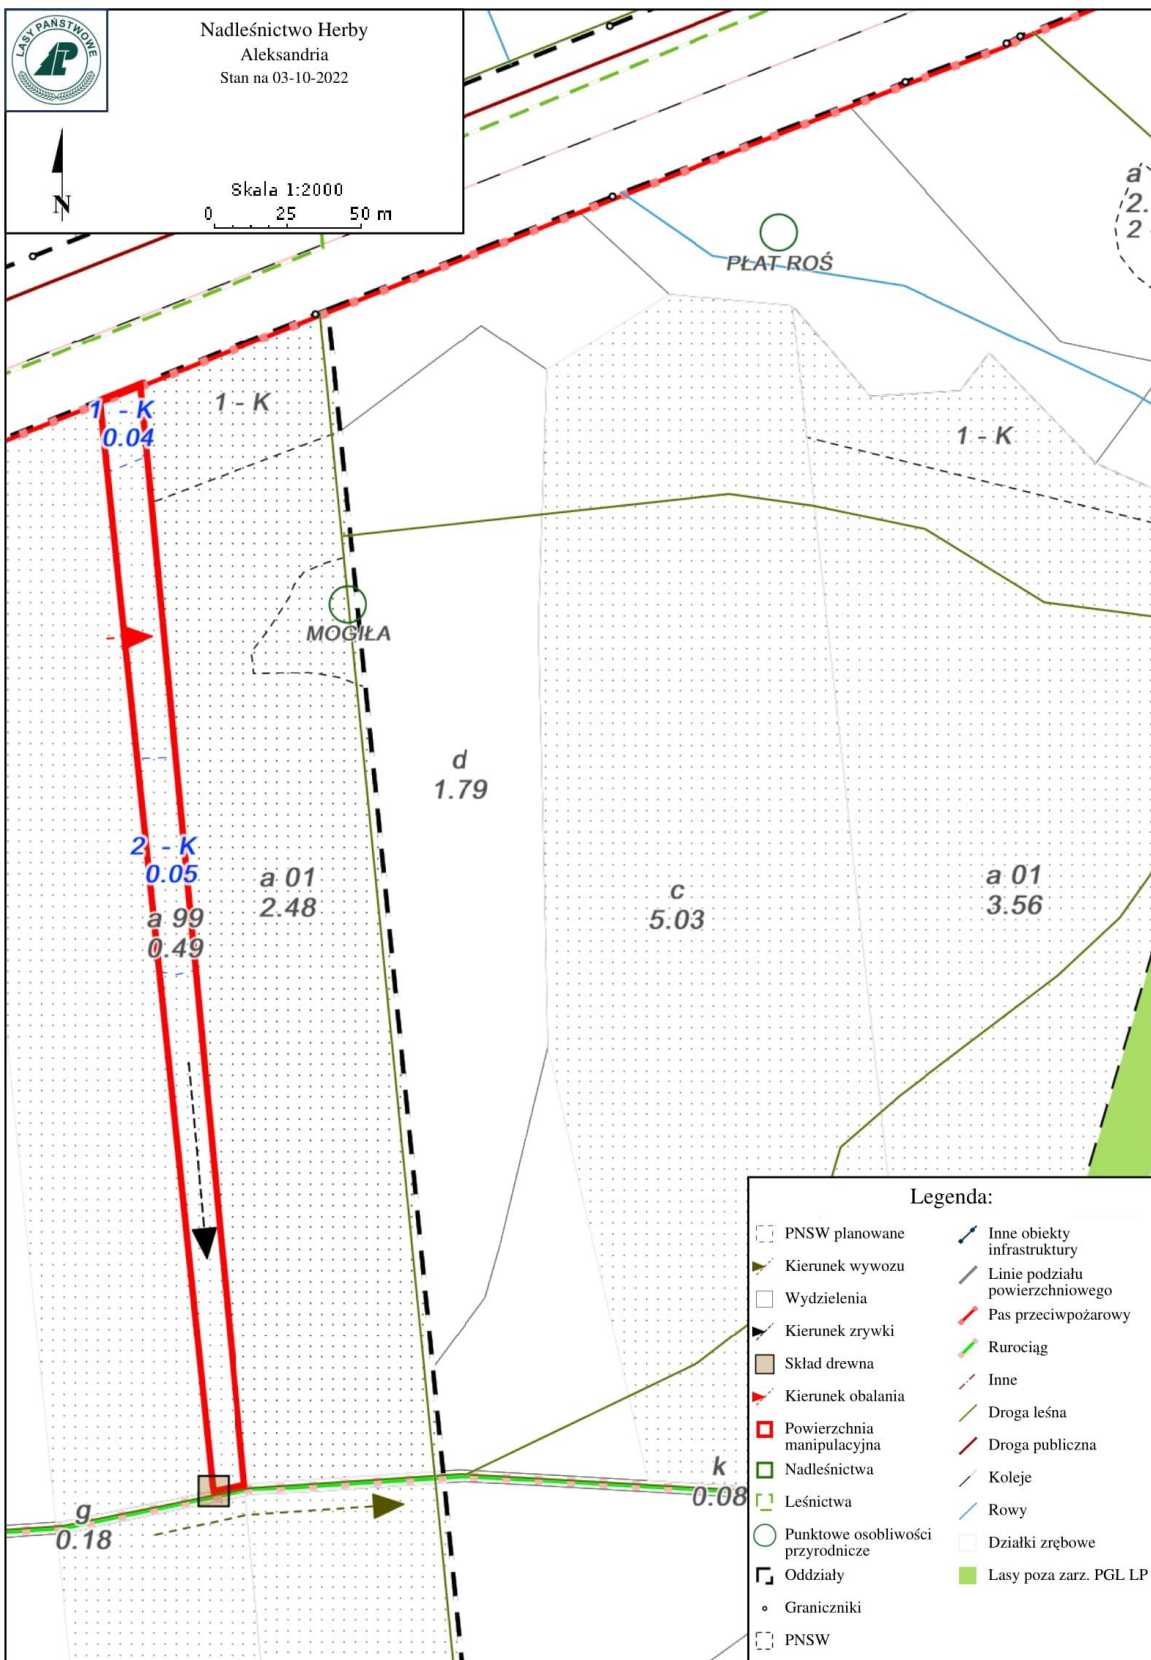 LASY PAŃSTWOWE
Nadleśnictwo Herby
Aleksandria
Stan na 03-10-2022
N
Skala 1:2000
0 25 50 m
a
2.
2
PŁAT ROŚ
1 - K
0.04
1 - K
1 - K
MOGIŁA
d
1.79
2 - K
0.05
a 99
0.49
a 01
2.48
c
5.03
a 01
3.56
g
0.18
k
0.08
Legenda:
PNSW planowane
Kierunek wywozu
Wydzielenia
Kierunek zrywki
Skład drewna
Kierunek obalania
Powierzchnia
manipulacyjna
Nadleśnictwa
Leśnictwa
Punktowe osobliwości
przyrodnicze
Oddziały
Graniczniki
PNSW
Inne obiekty
infrastruktury
Linie podziału
powierzchniowego
Pas przeciwpożarowy
Rurociąg
Inne
Droga leśna
Droga publiczna
Koleje
Rowy
Działki zrębowe
Lasy poza zarz. PGL LP